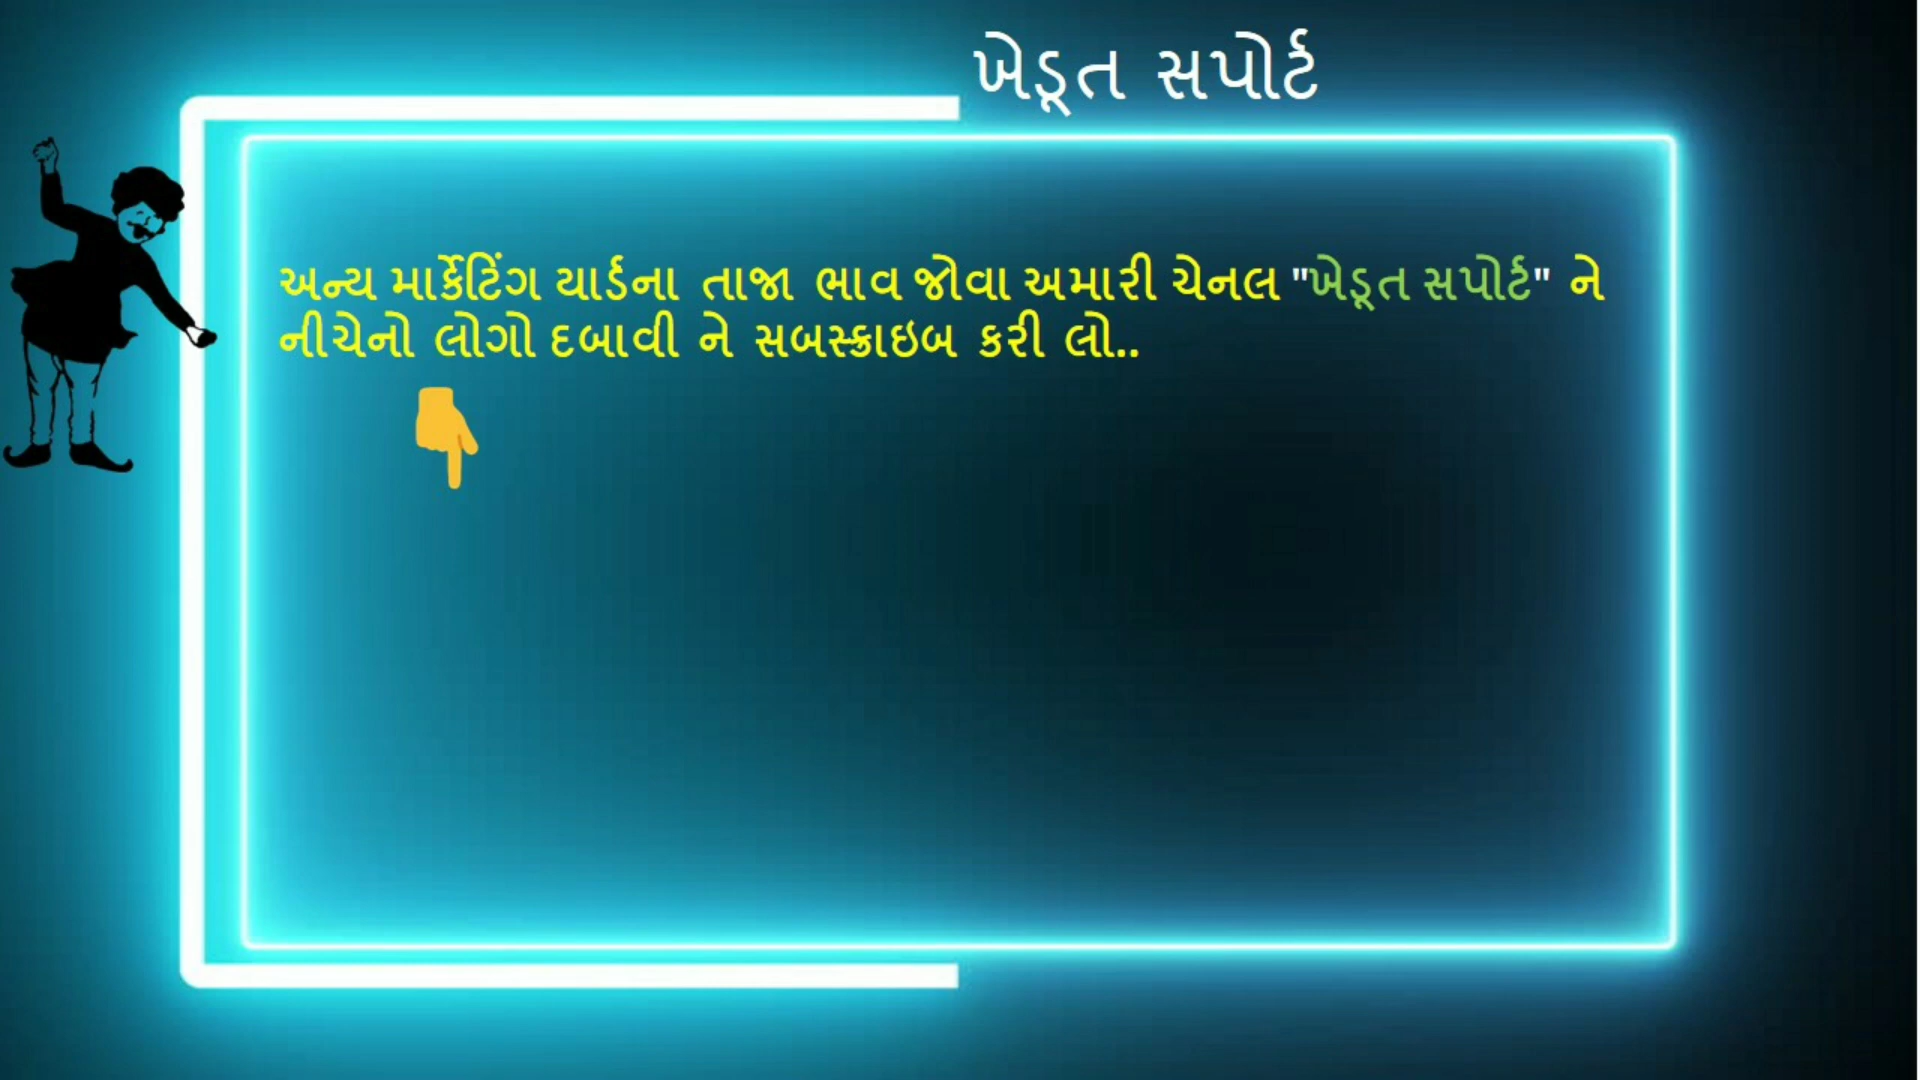 ખેડૂત સપોર્ટ
અન્ય માર્કેટિંગ યાર્ડના તાજા ભાવ જોવા અમારી ચેનલ "ખેડૂત સપોર્ટ" ને
નીચેનો લોગો દબાવી ને સબસ્ક્રાઇબ કરી લો..